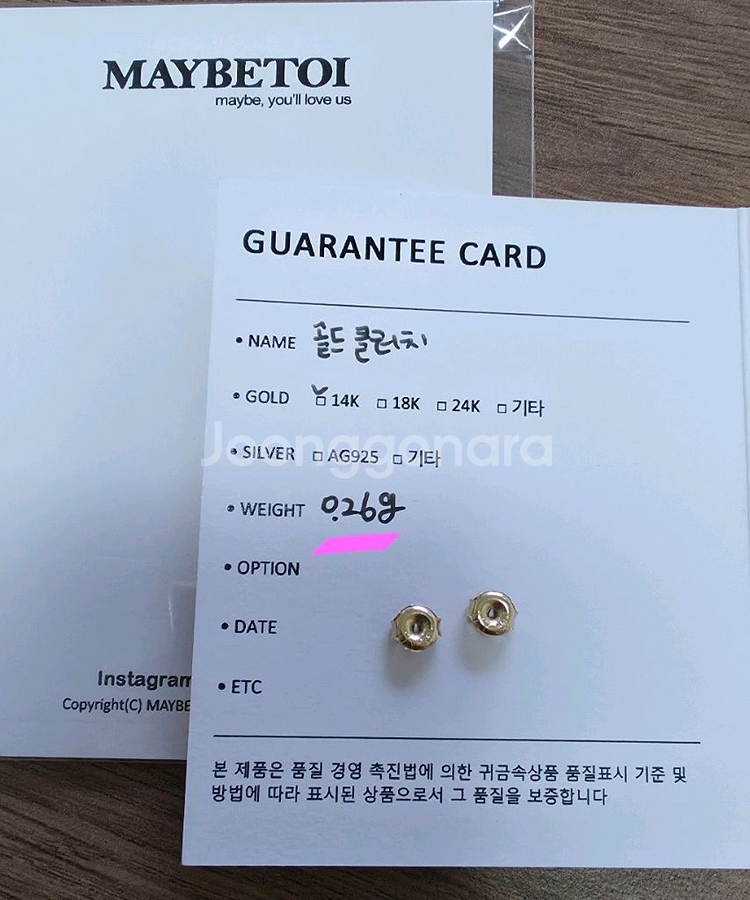 MAYBETOI
maybe, you'll love us
GUARANTEE CARD
• NAME 골드 클러치
• GOLD □ 14K □ 18K □ 24K □ 기타
• SILVER □ AG925 □ 기타
Joonggonara
• WEIGHT 0.26g
• OPTION
• DATE
• ETC
Instagram
Copyright(C) MAYBE
본 제품은 품질 경영 촉진법에 의한 귀금속상품 품질표시 기준 및
방법에 따라 표시된 상품으로서 그 품질을 보증합니다